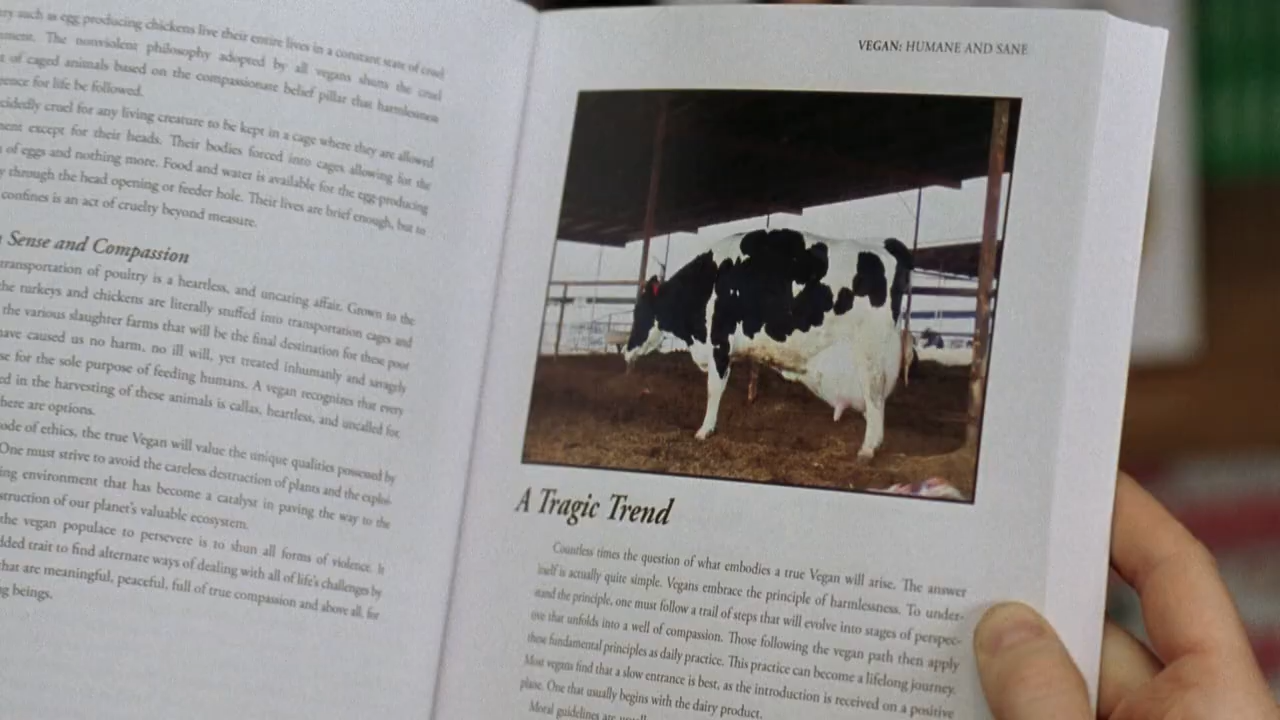 ry such as egg producing chickens live their entire lives in a constant state of cruel
ment. The nonviolent philosophy adopted by all vegans shuns the cruel
t of caged animals based on the compassionate belief pillar that harmlessness
ence for life be followed.
cidedly cruel for any living creature to be kept in a cage where they are allowed
ment except for their heads. Their bodies forced into cages allowing for the
n of eggs and nothing more. Food and water is available for the egg-producing
y through the head opening or feeder hole. Their lives are brief enough, but to
confines is an act of cruelty beyond measure.
Sense and Compassion
transportation of poultry is a heartless, and uncaring affair. Grown to the
the turkeys and chickens are literally stuffed into transportation cages and
the various slaughter farms that will be the final destination for these poor
have caused us no harm, no ill will, yet treated inhumanly and savagely
se for the sole purpose of feeding humans. A vegan recognizes that every
ed in the harvesting of these animals is callas, heartless, and uncalled for.
here are options.
ode of ethics, the true Vegan will value the unique qualities possessed by
One must strive to avoid the careless destruction of plants and the exploi-
ing environment that has become a catalyst in paving the way to the
struction of our planet's valuable ecosystem.
the vegan populace to persevere is to shun all forms of violence. It
dded trait to find alternate ways of dealing with all of life's challenges by
hat are meaningful, peaceful, full of true compassion and above all, for
g beings.
VEGAN: HUMANE AND SANE
A Tragic Trend
Countless times the question of what embodies a true Vegan will arise. The answer
itself is actually quite simple. Vegans embrace the principle of harmlessness. To under-
stand the principle, one must follow a trail of steps that will evolve into stages of perspec-
ove that unfolds into a well of compassion. Those following the vegan path then apply
these fundamental principles as daily practice. This practice can become a lifelong journey.
Most vegans find that a slow entrance is best, as the introduction is received on a positive
plane. One that usually begins with the dairy product.
Moral guidelines are